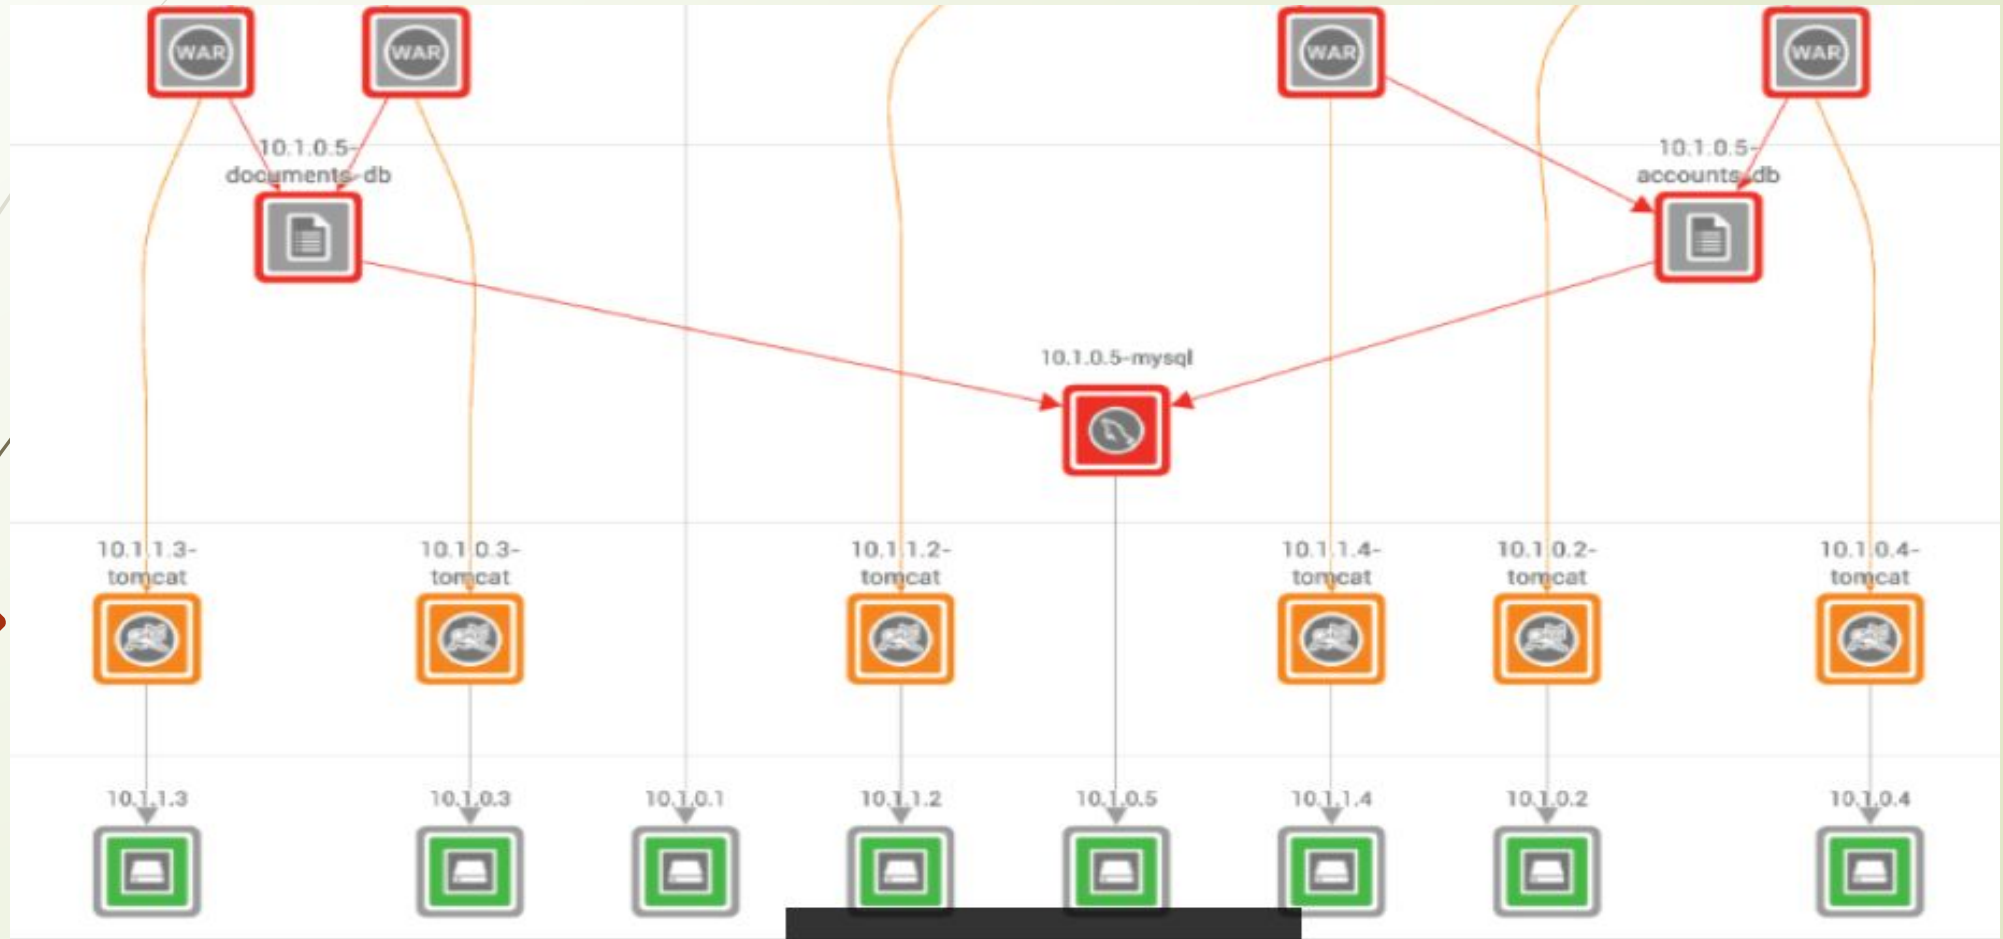 WAR
WAR
WAR
WAR
10.1.0.5-
documents-db
10.1.0.5-
accounts-db
10.1.0.5-mysql
10.1.1.3-
tomcat
10.1.0.3-
tomcat
10.1.1.2-
tomcat
10.1.1.4-
tomcat
10.1.0.2-
tomcat
10.1.0.4-
tomcat
10.1.1.3
10.1.0.3
10.1.0.1
10.1.1.2
10.1.0.5
10.1.1.4
10.1.0.2
10.1.0.4